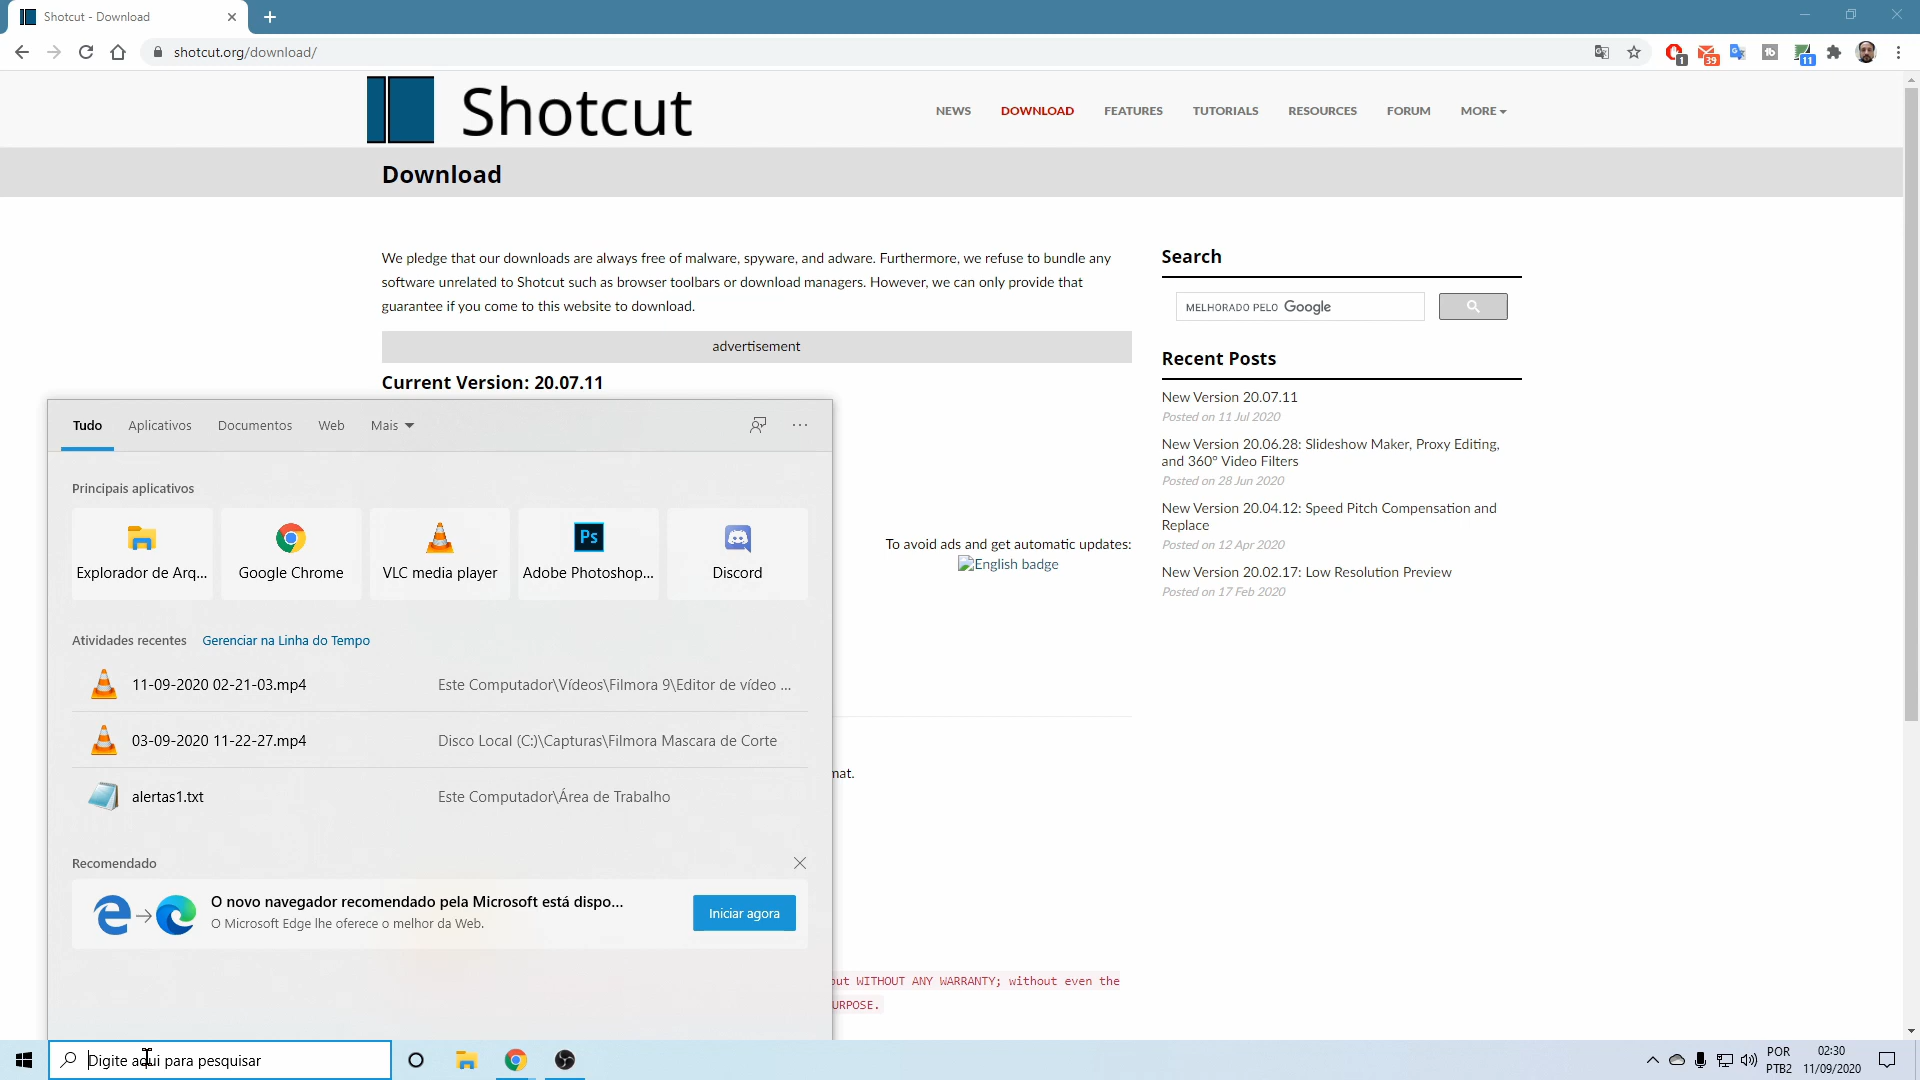 Shotcut - Download
shotcut.org/download/
1
39
11
Shotcut
NEWS
DOWNLOAD
FEATURES
TUTORIALS
RESOURCES
FORUM
MORE
Download
We pledge that our downloads are always free of malware, spyware, and adware. Furthermore, we refuse to bundle any
software unrelated to Shotcut such as browser toolbars or download managers. However, we can only provide that
guarantee if you come to this website to download.
advertisement
Current Version: 20.07.11
To avoid ads and get automatic updates:
English badge
mat.
out WITHOUT ANY WARRANTY; without even the
URPOSE.
Search
MELHORADO PELO Google
Recent Posts
New Version 20.07.11
Posted on 11 Jul 2020
New Version 20.06.28: Slideshow Maker, Proxy Editing,
and 360° Video Filters
Posted on 28 Jun 2020
New Version 20.04.12: Speed Pitch Compensation and
Replace
Posted on 12 Apr 2020
New Version 20.02.17: Low Resolution Preview
Posted on 17 Feb 2020
Tudo
Aplicativos
Documentos
Web
Mais
Principais aplicativos
Explorador de Arq...
Google Chrome
VLC media player
Ps
Adobe Photoshop...
Discord
Atividades recentes Gerenciar na Linha do Tempo
11-09-2020 02-21-03.mp4 Este Computador\Vídeos\Filmora 9\Editor de vídeo ...
03-09-2020 11-22-27.mp4 Disco Local (C:)\Capturas\Filmora Mascara de Corte
alertas1.txt Este Computador\Área de Trabalho
Recomendado
O novo navegador recomendado pela Microsoft está dispo...
O Microsoft Edge lhe oferece o melhor da Web.
Iniciar agora
Digite aqui para pesquisar
POR
PTB2
02:30
11/09/2020